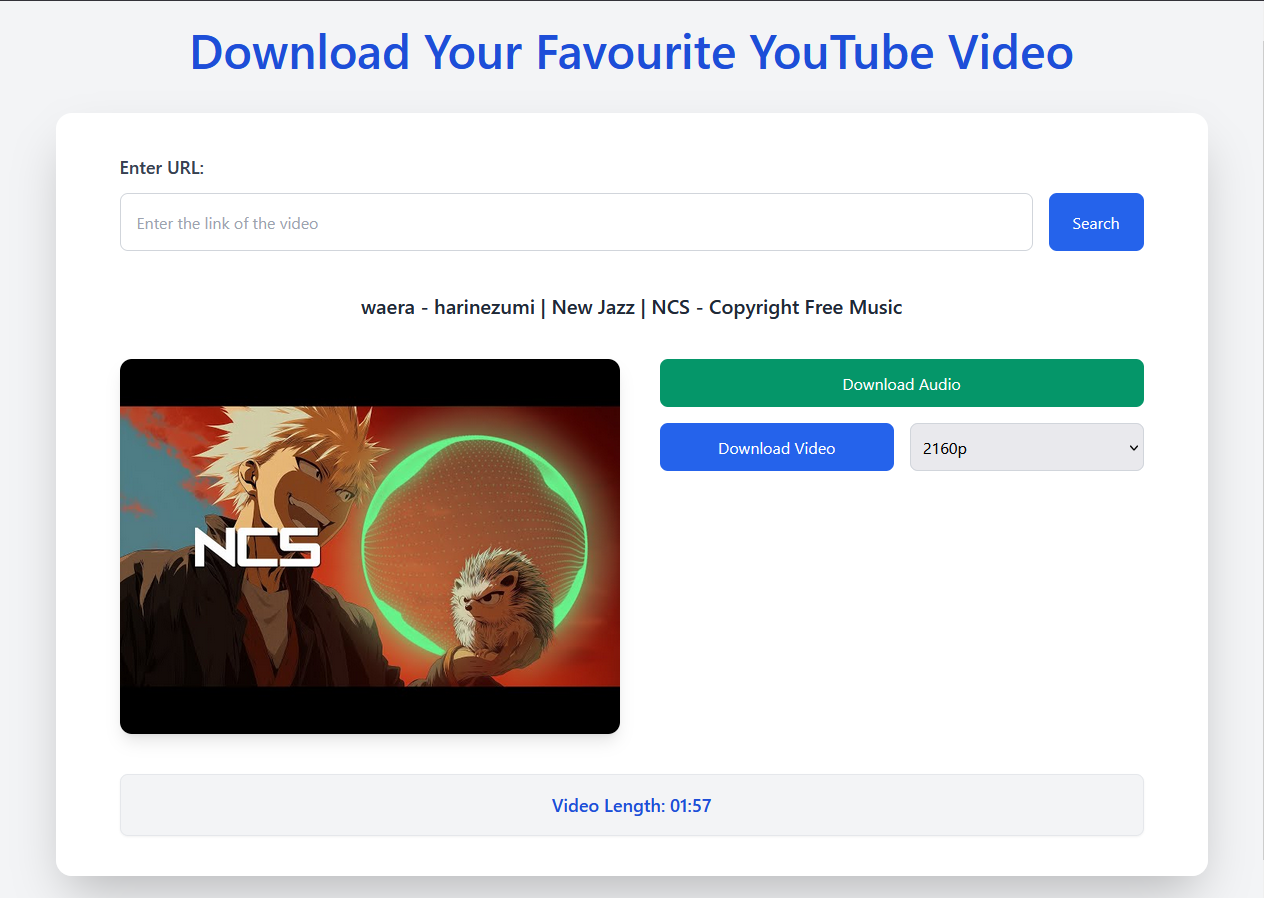 Download Your Favourite YouTube Video
Enter URL:
Enter the link of the video
Search
waera - harinezumi | New Jazz | NCS - Copyright Free Music
NCS
Download Audio
Download Video
2160p
Video Length: 01:57